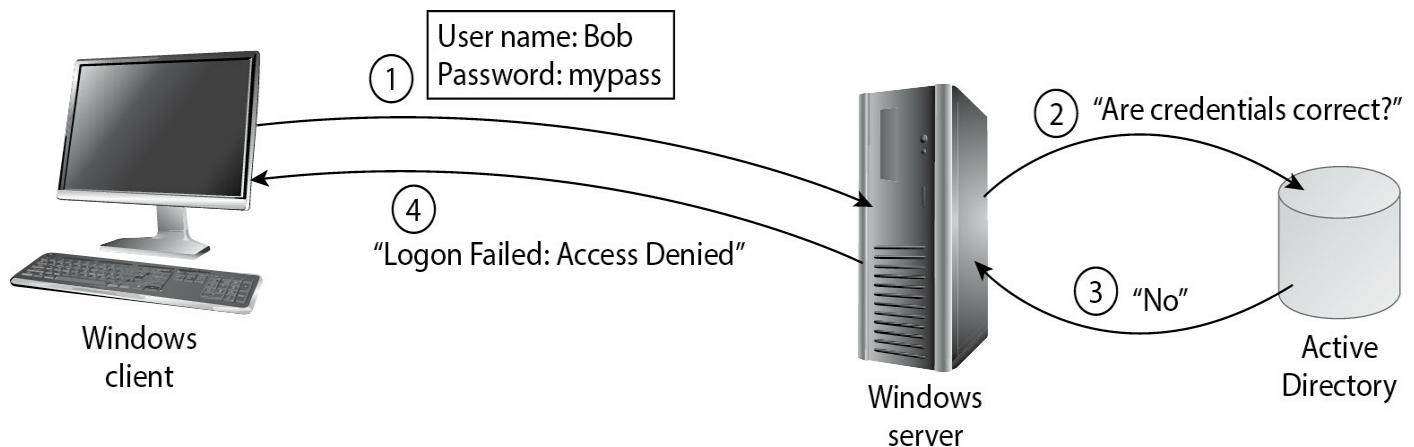 User name: Bob
Password: mypass
1
2
“Are credentials correct?”
4
“Logon Failed: Access Denied”
3
“No”
Windows
client
Windows
server
Active
Directory